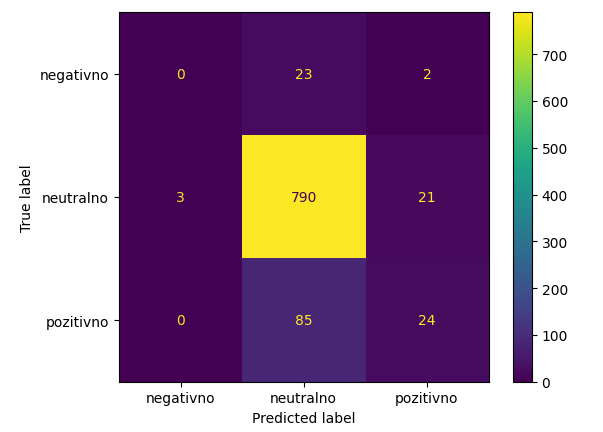 True label
negativno
0 23 2
neutralno
3 790 21
pozitivno
0 85 24
negativno neutralno pozitivno
Predicted label
700
600
500
400
300
200
100
0